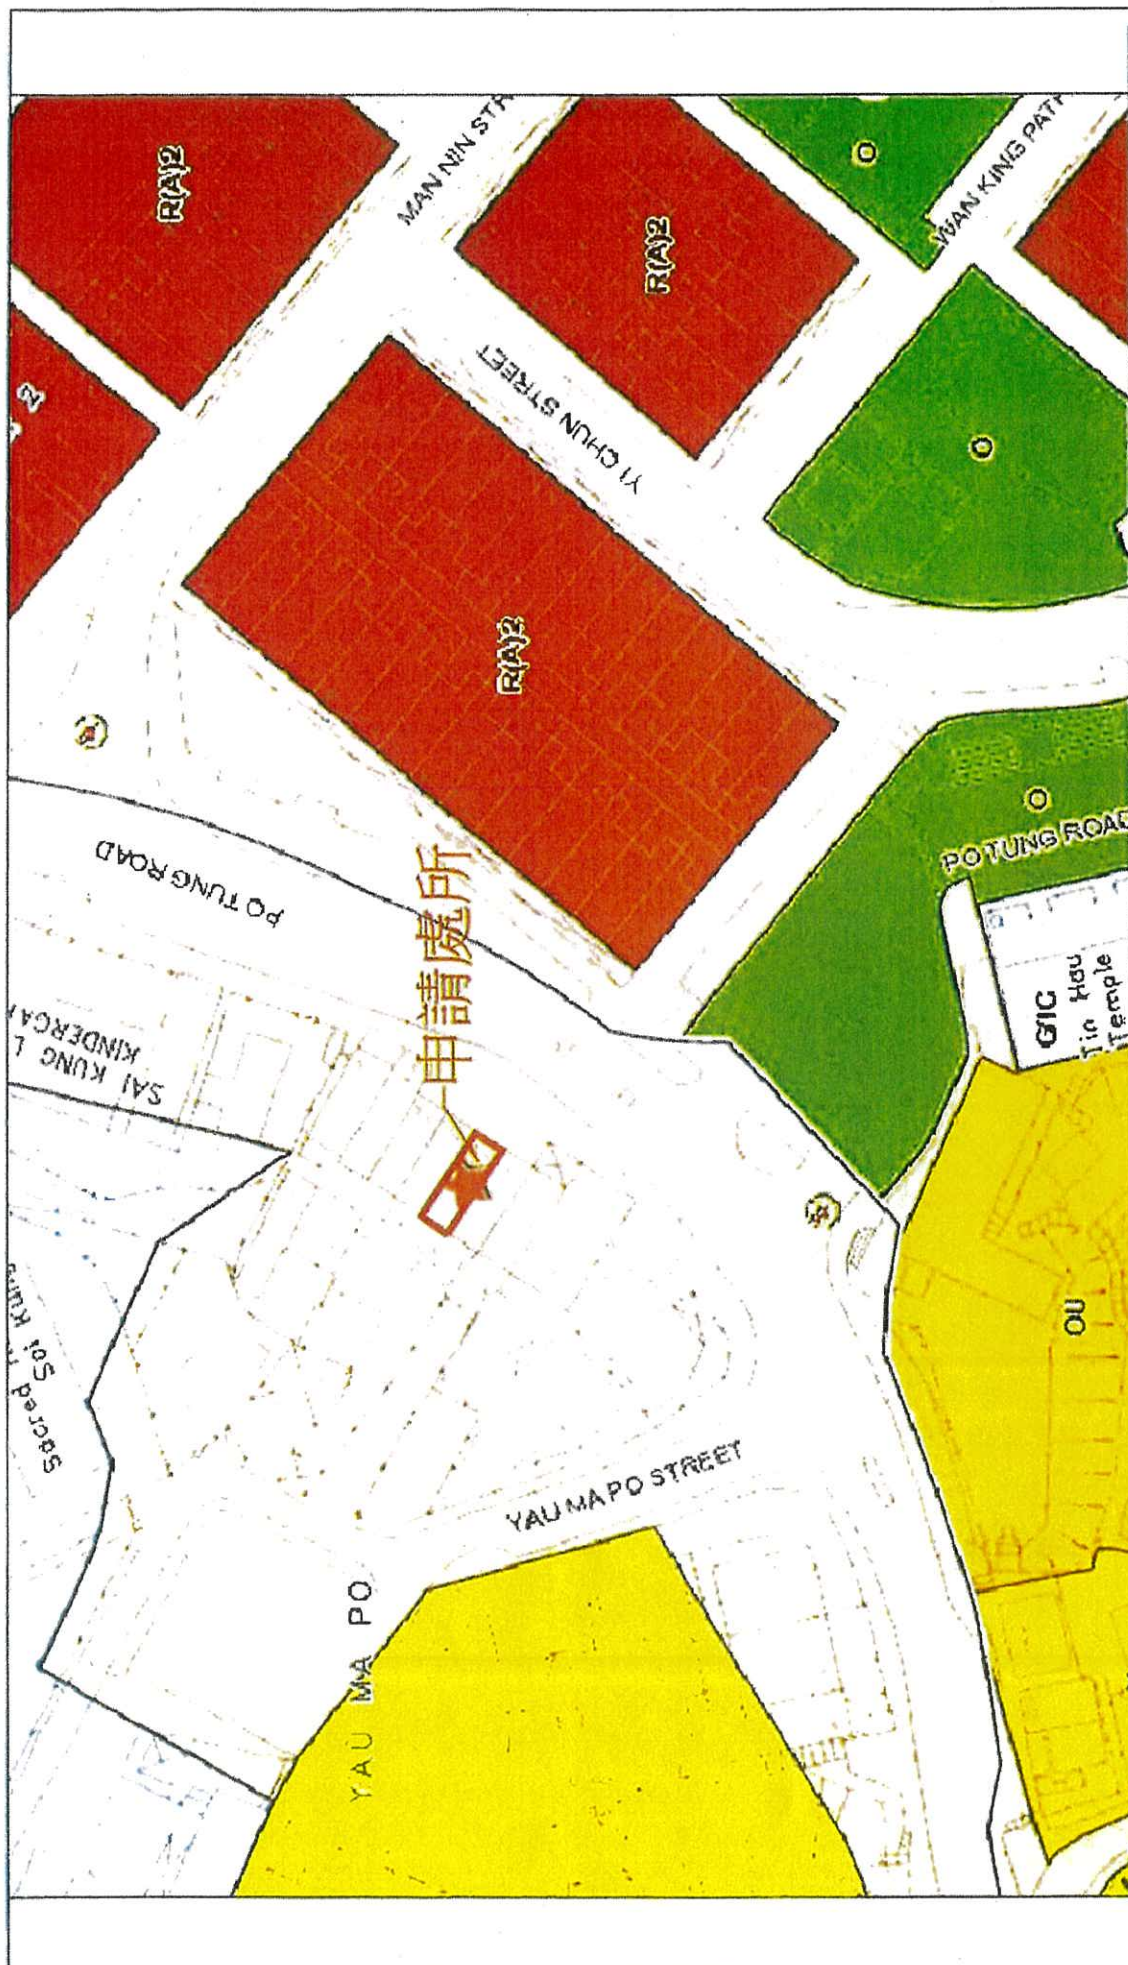 R(A)2
MAN NIN STR
R(A)2
O
WAN KING PATH
2
YI CHUN STREET
O
R(A)2
O
PO TUNG ROAD
PO TUNG ROAD
申請處所
SAI KUNG L
KINDERGAR
G/IC
Tin Hau
Temple
Sacred
Sai Kung
OU
YAU MA PO STREET
YAU MA PO